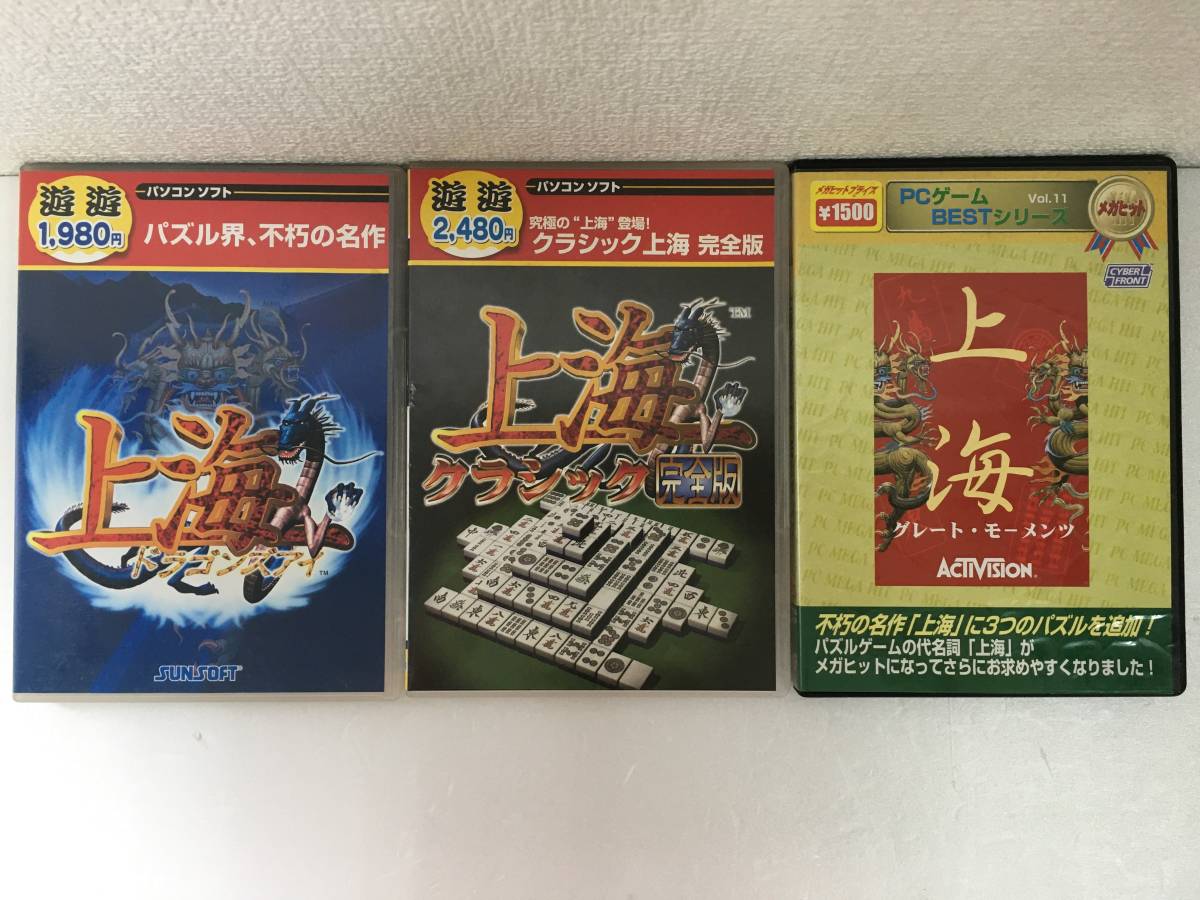 遊遊
1,980円
パソコンソフト
パズル界、不朽の名作
上海
ドラゴンズアイ
TM
SUNSOFT®
遊遊
2,480円
パソコンソフト
究極の“上海”登場!
クラシック上海 完全版
上海
TM
クラシック 完全版
メガヒットプライス
¥1500
PCゲーム
BESTシリーズ
Vol.11
メガヒット
CYBER
FRONT
上
海
グレート・モーメンツ
ACTIVISION®
不朽の名作「上海」に3つのパズルを追加!
パズルゲームの代名詞「上海」が
メガヒットになってさらにお求めやすくなりました!